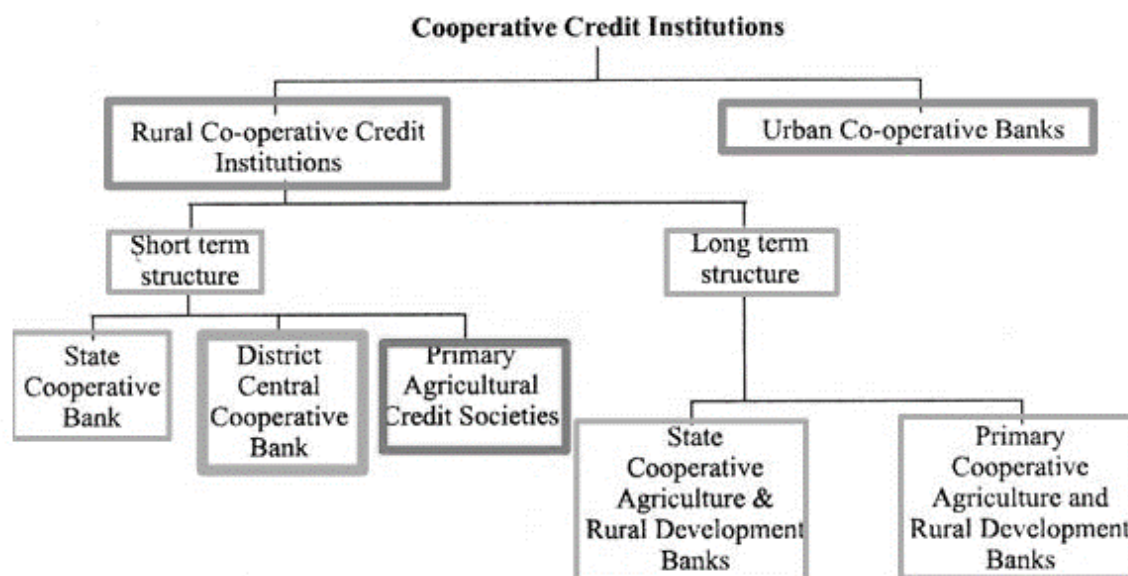 Cooperative Credit Institutions
Rural Co-operative Credit
Institutions
Urban Co-operative Banks
Short term
structure
Long term
structure
State
Cooperative
Bank
District
Central
Cooperative
Bank
Primary
Agricultural
Credit Societies
State
Cooperative
Agriculture &
Rural Development
Banks
Primary
Cooperative
Agriculture and
Rural Development
Banks